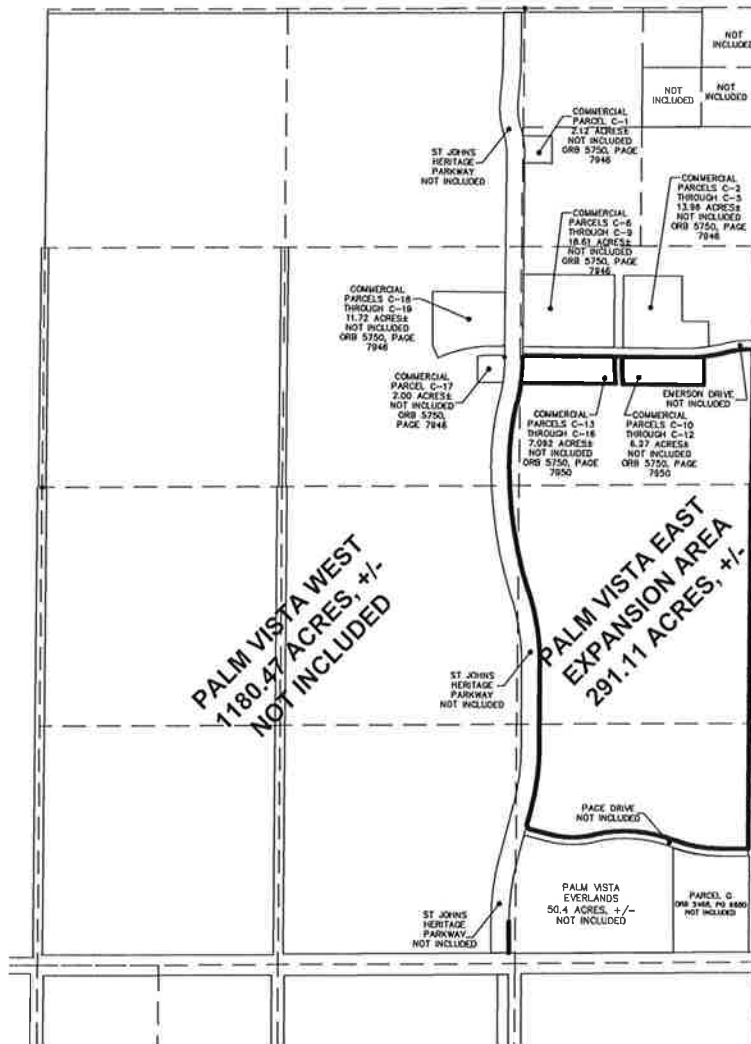 NOT
INCLUDED
NOT
INCLUDED
NOT
INCLUDED
COMMERCIAL
PARCEL C-1
2.12 ACRES±
NOT INCLUDED
ORB 5750, PAGE
7946
ST JOHNS
HERITAGE
PARKWAY
NOT INCLUDED
COMMERCIAL
PARCELS C-2
THROUGH C-5
13.98 ACRES±
NOT INCLUDED
ORB 5750, PAGE
7946
COMMERCIAL
PARCELS C-6
THROUGH C-9
18.61 ACRES±
NOT INCLUDED
ORB 5750, PAGE
7946
COMMERCIAL
PARCELS C-18
THROUGH C-19
11.72 ACRES±
NOT INCLUDED
ORB 5750, PAGE
7946
COMMERCIAL
PARCEL C-17
2.00 ACRES±
NOT INCLUDED
ORB 5750,
PAGE 7946
EMERSON DRIVE
NOT INCLUDED
COMMERCIAL
PARCELS C-13
THROUGH C-16
7.092 ACRES±
NOT INCLUDED
ORB 5750, PAGE
7950
COMMERCIAL
PARCELS C-10
THROUGH C-12
6.27 ACRES±
NOT INCLUDED
ORB 5750, PAGE
7950
PALM VISTA WEST
1180.47 ACRES, +/-
NOT INCLUDED
PALM VISTA EAST
EXPANSION AREA
291.11 ACRES, +/-
ST JOHNS
HERITAGE
PARKWAY
NOT INCLUDED
PACE DRIVE
NOT INCLUDED
PALM VISTA
EVERLANDS
50.4 ACRES, +/-
NOT INCLUDED
PARCEL G
NOT INCLUDED
ST JOHNS
HERITAGE
PARKWAY
NOT INCLUDED